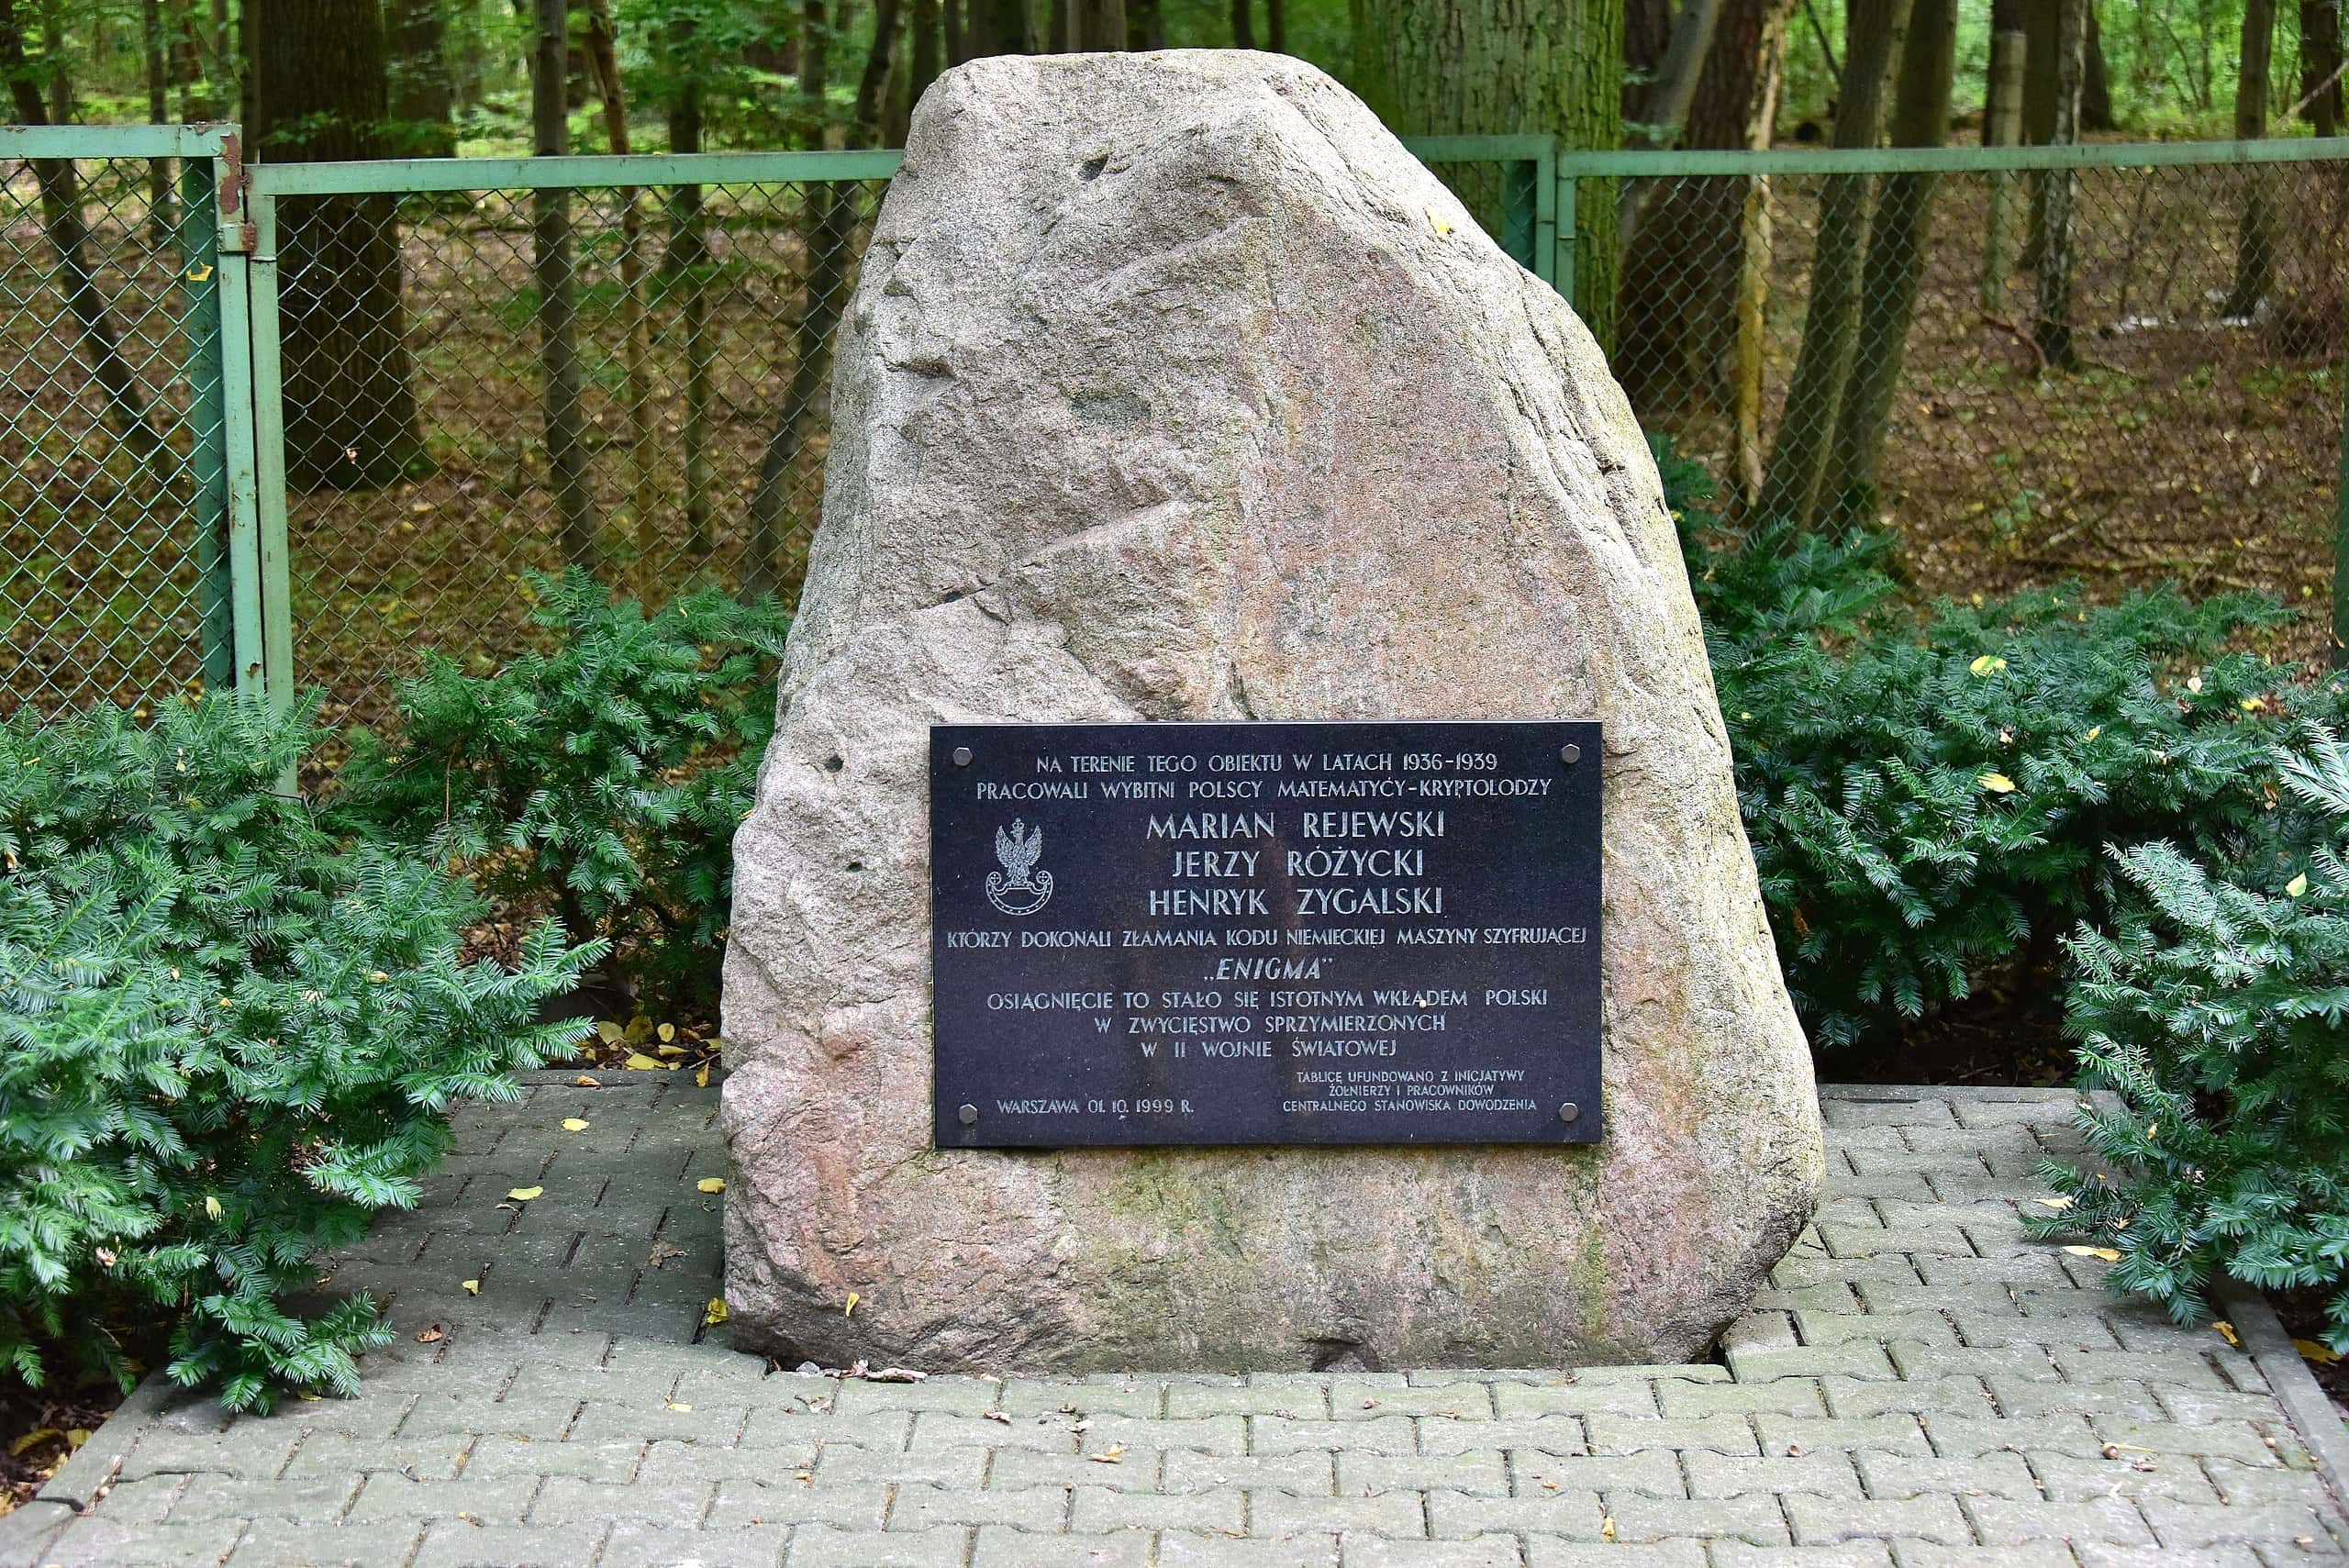 NA TERENIE TEGO OBIEKTU W LATACH 1936-1939
PRACOWALI WYBITNI POLSCY MATEMATYCY-KRYPTOLODZY
MARIAN REJEWSKI
JERZY RÓŻYCKI
HENRYK ZYGALSKI
KTÓRZY DOKONALI ZŁAMANIA KODU NIEMIECKIEJ MASZYNY SZYFRUJĄCEJ
„ENIGMA”
OSIĄGNIĘCIE TO STAŁO SIĘ ISTOTNYM WKŁADEM POLSKI
W ZWYCIĘSTWO SPRZYMIERZONYCH
W II WOJNIE ŚWIATOWEJ
TABLICĘ UFUNDOWANO Z INICJATYWY
ŻOŁNIERZY I PRACOWNIKÓW
CENTRALNEGO STANOWISKA DOWODZENIA
WARSZAWA 01. 10. 1999 R.